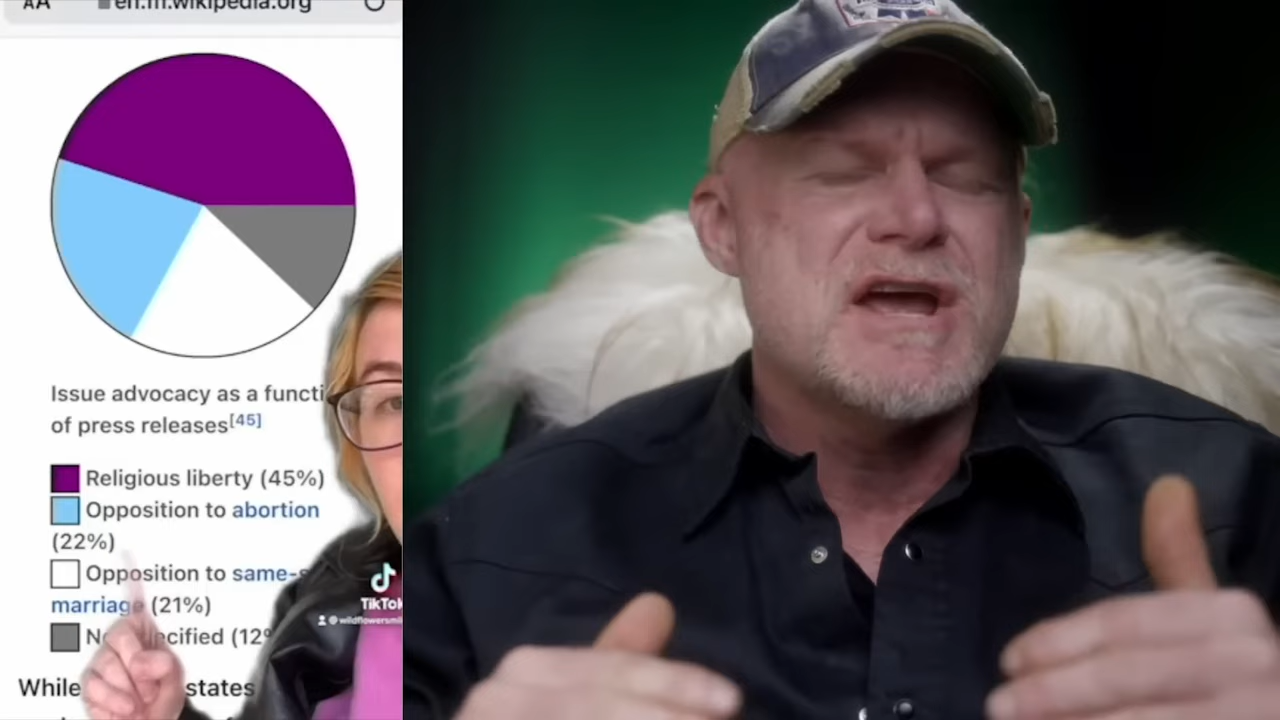 AA en.m.wikipedia.org
Issue advocacy as a functi
of press releases[45]
Religious liberty (45%)
Opposition to abortion
(22%)
Opposition to same-s
marriage (21%)
(12%
While states
TikTok